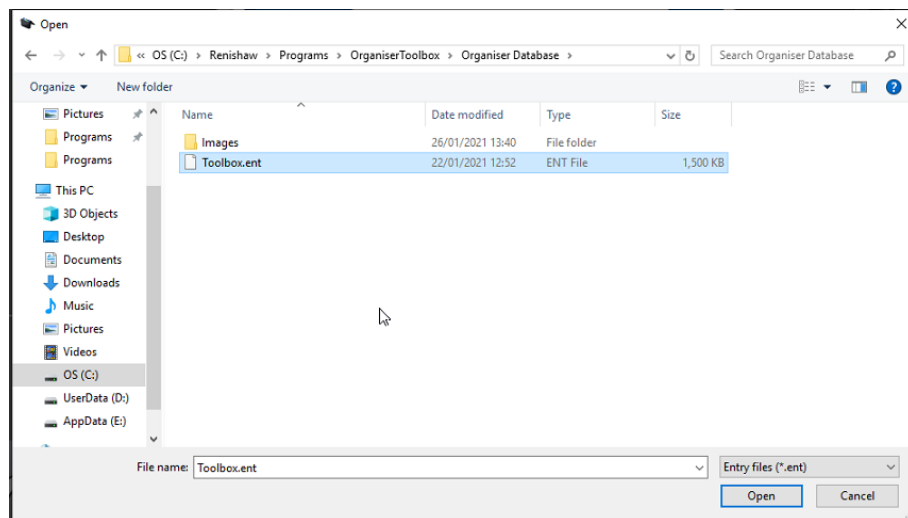 Open
« OS (C:) › Renishaw › Programs › OrganiserToolbox › Organiser Database ›
Search Organiser Database
Organize
New folder
Pictures
Programs
Programs
This PC
3D Objects
Desktop
Documents
Downloads
Music
Pictures
Videos
OS (C:)
UserData (D:)
AppData (E:)
Name Date modified Type Size
Images 26/01/2021 13:40 File folder
Toolbox.ent 22/01/2021 12:52 ENT File 1,500 KB
File name: Toolbox.ent
Entry files (*.ent)
Open Cancel